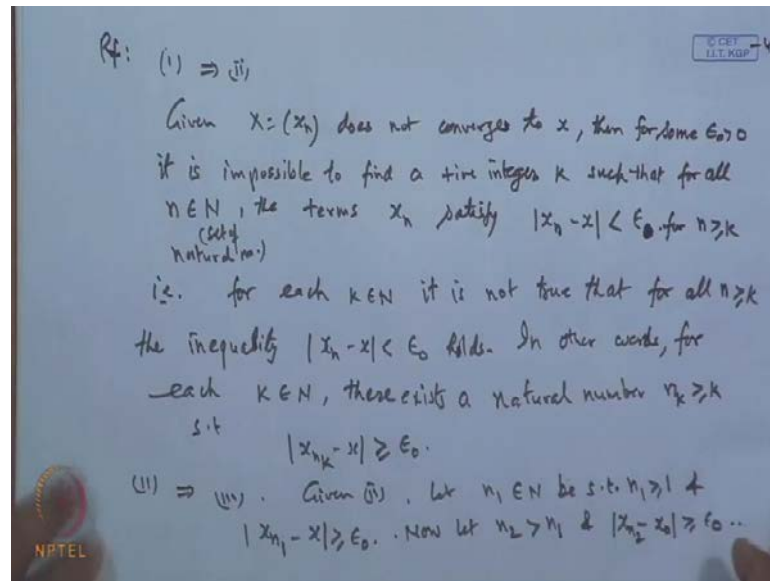 Pf:
© CET
I.I.T. KGP
(i) ⇒ (ii)
Given X = (xn) does not converges to x, then for some ε0>0
it is impossible to find a +ive integer k such that for all
n ∈ N, the terms xn satisfy |xn - x| < ε0 for n ≥ k
(set of
natural no.)
i.e. for each k ∈ N it is not true that for all n ≥ k
the inequality |xn - x| < ε0 holds. In other words, for
each k ∈ N, there exists a natural number nk ≥ k
s.t
|xnk - x| ≥ ε0.
(ii) ⇒ (iii). Given (ii). Let n1 ∈ N be s.t. n1 ≥ 1 &
|xn1 - x| ≥ ε0. Now let n2 > n1 & |xn2 - x0| ≥ ε0 ..
NPTEL